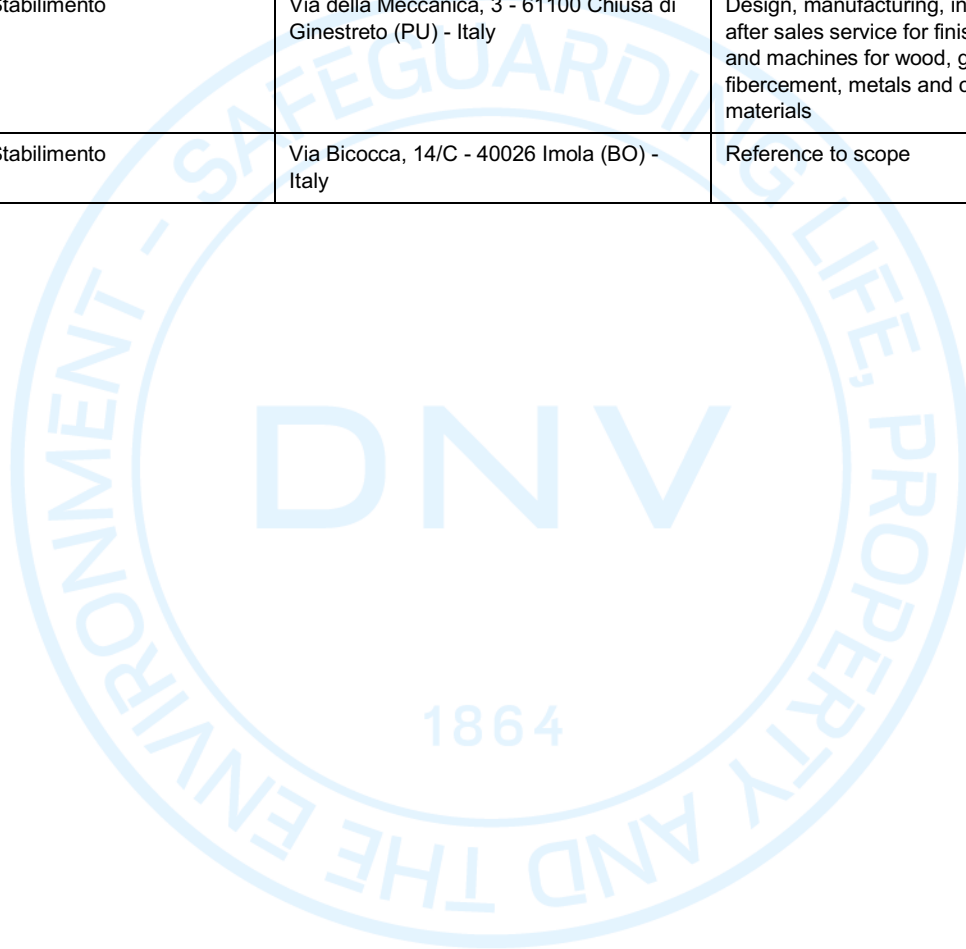 Stabilimento
Via della Meccanica, 3 - 61100 Chiusa di
Ginestreto (PU) - Italy
Design, manufacturing,
after sales service for
and machines for wood,
fibercement, metals and
materials
Stabilimento
Via Bicocca, 14/C - 40026 Imola (BO) -
Italy
Reference to scope
SAFEGUARDING LIFE, PROPERTY AND THE ENVIRONMENT -
DNV
1864